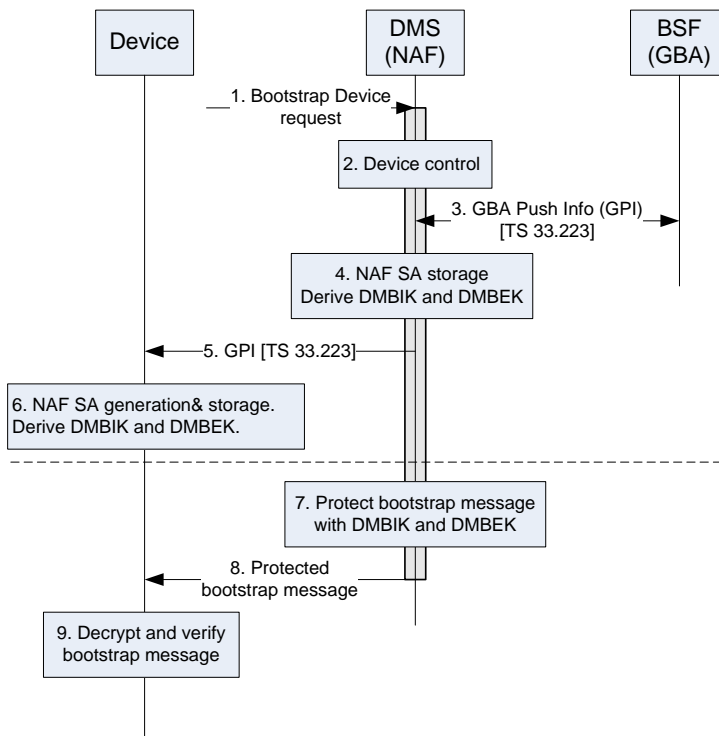 Device
DMS
(NAF)
BSF
(GBA)
1. Bootstrap Device
request
2. Device control
3. GBA Push Info (GPI)
[TS 33.223]
4. NAF SA storage
Derive DMBIK and DMBEK
5. GPI [TS 33.223]
6. NAF SA generation& storage.
Derive DMBIK and DMBEK.
7. Protect bootstrap message
with DMBIK and DMBEK
8. Protected
bootstrap message
9. Decrypt and verify
bootstrap message